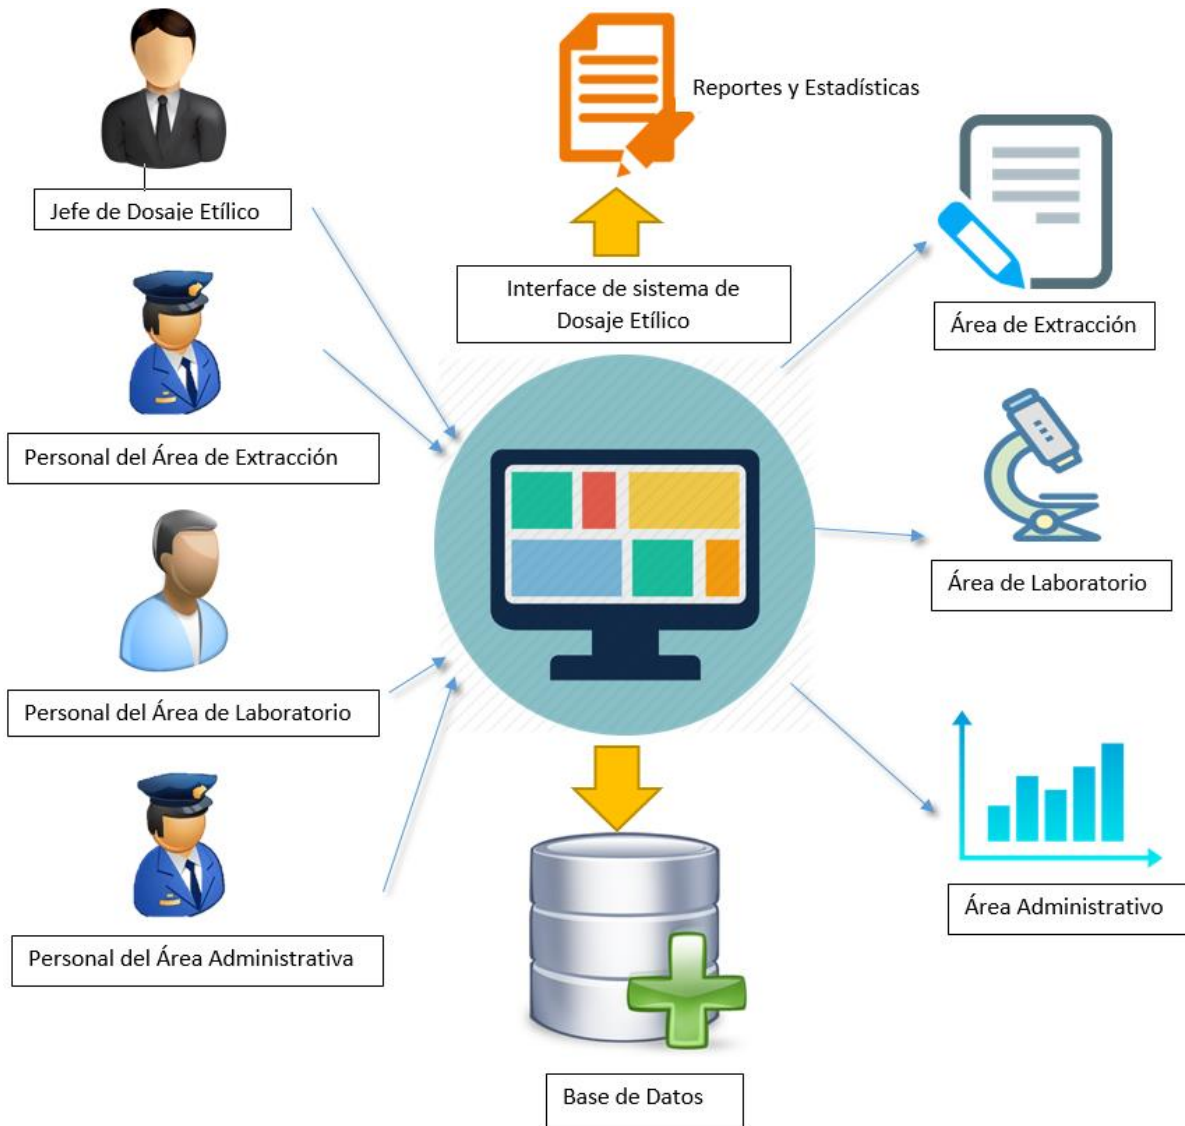 Jefe de Dosaje Etílico
Personal del Área de Extracción
Personal del Área de Laboratorio
Personal del Área Administrativa
Reportes y Estadísticas
Interface de sistema de
Dosaje Etílico
Base de Datos
Área de Extracción
Área de Laboratorio
Área Administrativo